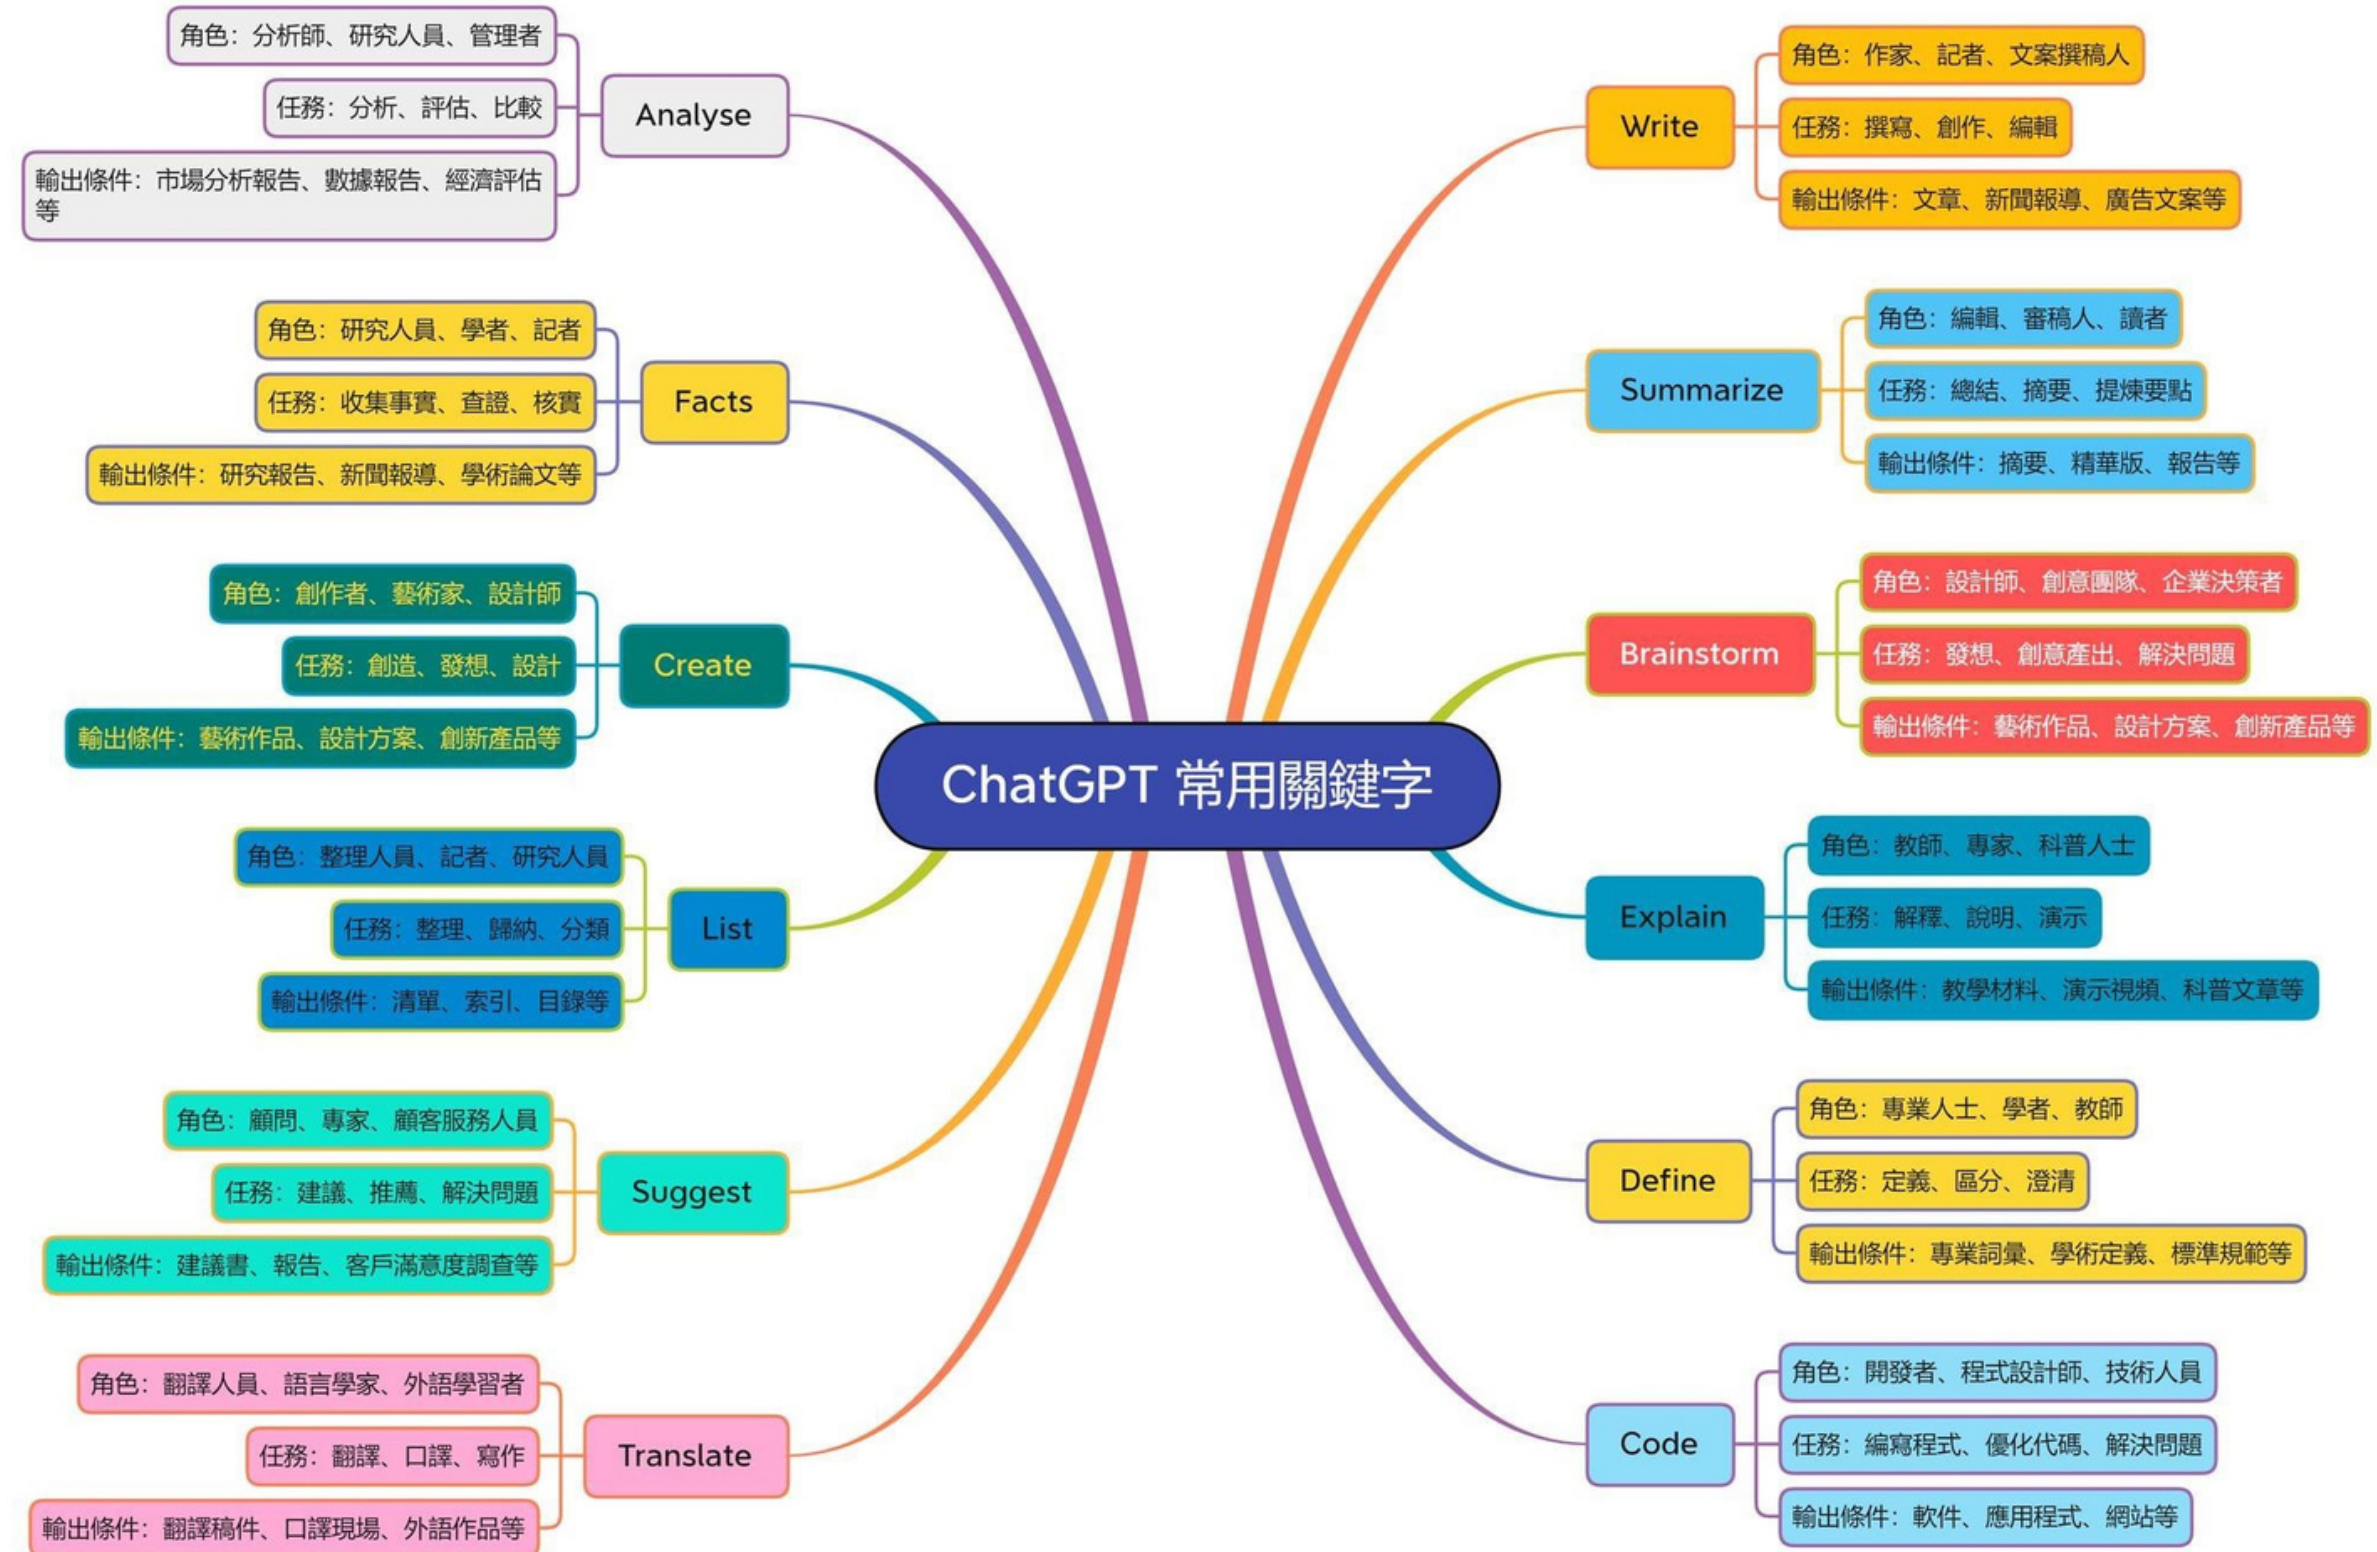 ChatGPT 常用關鍵字
Analyse
角色：分析師、研究人員、管理者
任務：分析、評估、比較
輸出條件：市場分析報告、數據報告、經濟評估
等
Facts
角色：研究人員、學者、記者
任務：收集事實、查證、核實
輸出條件：研究報告、新聞報導、學術論文等
Create
角色：創作者、藝術家、設計師
任務：創造、發想、設計
輸出條件：藝術作品、設計方案、創新產品等
List
角色：整理人員、記者、研究人員
任務：整理、歸納、分類
輸出條件：清單、索引、目錄等
Suggest
角色：顧問、專家、顧客服務人員
任務：建議、推薦、解決問題
輸出條件：建議書、報告、客戶滿意度調查等
Translate
角色：翻譯人員、語言學家、外語學習者
任務：翻譯、口譯、寫作
輸出條件：翻譯稿件、口譯現場、外語作品等
Write
角色：作家、記者、文案撰稿人
任務：撰寫、創作、編輯
輸出條件：文章、新聞報導、廣告文案等
Summarize
角色：編輯、審稿人、讀者
任務：總結、摘要、提煉要點
輸出條件：摘要、精華版、報告等
Brainstorm
角色：設計師、創意團隊、企業決策者
任務：發想、創意產出、解決問題
輸出條件：藝術作品、設計方案、創新產品等
Explain
角色：教師、專家、科普人士
任務：解釋、說明、演示
輸出條件：教學材料、演示視頻、科普文章等
Define
角色：專業人士、學者、教師
任務：定義、區分、澄清
輸出條件：專業詞彙、學術定義、標準規範等
Code
角色：開發者、程式設計師、技術人員
任務：編寫程式、優化代碼、解決問題
輸出條件：軟件、應用程式、網站等